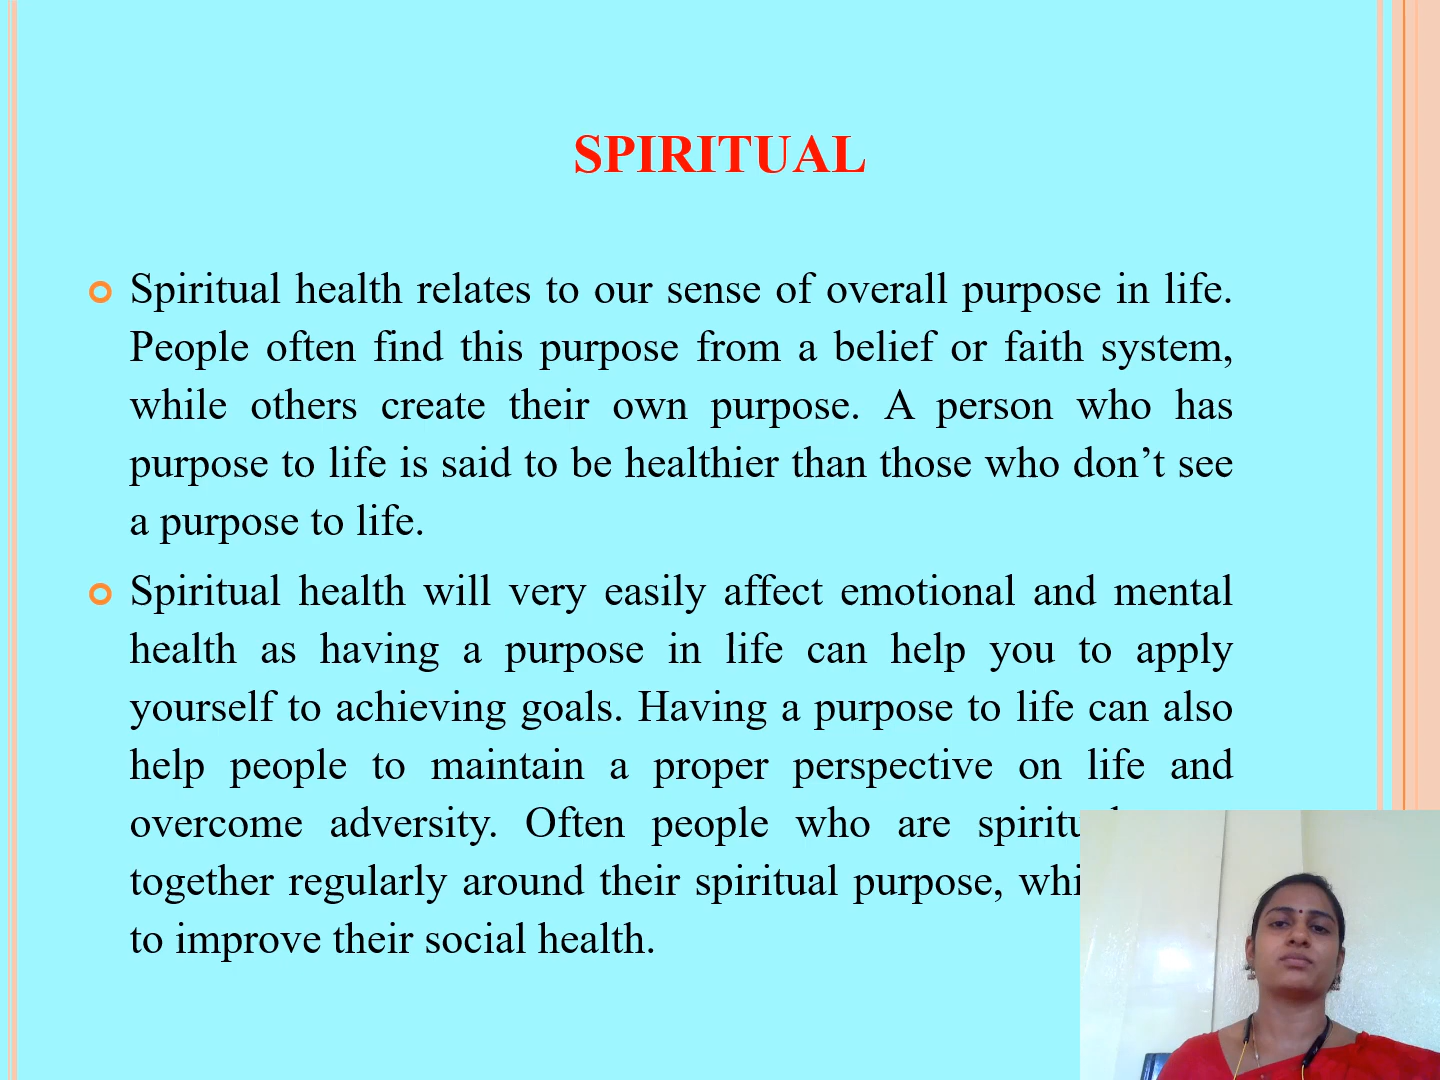 SPIRITUAL
Spiritual health relates to our sense of overall purpose in life.
People often find this purpose from a belief or faith system,
while others create their own purpose. A person who has
purpose to life is said to be healthier than those who don’t see
a purpose to life.
Spiritual health will very easily affect emotional and mental
health as having a purpose in life can help you to apply
yourself to achieving goals. Having a purpose to life can also
help people to maintain a proper perspective on life and
overcome adversity. Often people who are
together regularly around their spiritual purpose,
to improve their social health.